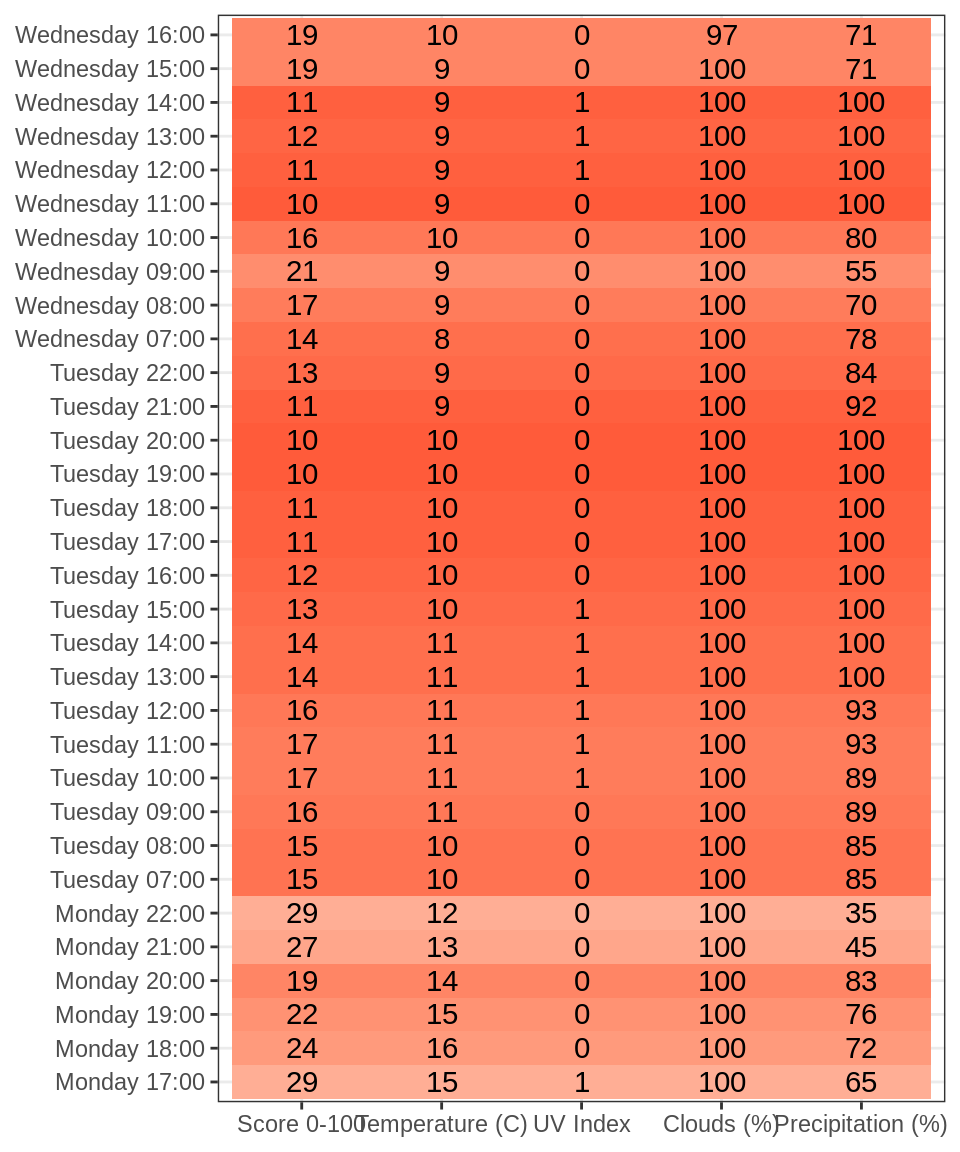 Wednesday 16:00 19 10 0 97 71
Wednesday 15:00 19 9 0 100 71
Wednesday 14:00 11 9 1 100 100
Wednesday 13:00 12 9 1 100 100
Wednesday 12:00 11 9 1 100 100
Wednesday 11:00 10 9 0 100 100
Wednesday 10:00 16 10 0 100 80
Wednesday 09:00 21 9 0 100 55
Wednesday 08:00 17 9 0 100 70
Wednesday 07:00 14 8 0 100 78
Tuesday 22:00 13 9 0 100 84
Tuesday 21:00 11 9 0 100 92
Tuesday 20:00 10 10 0 100 100
Tuesday 19:00 10 10 0 100 100
Tuesday 18:00 11 10 0 100 100
Tuesday 17:00 11 10 0 100 100
Tuesday 16:00 12 10 0 100 100
Tuesday 15:00 13 10 1 100 100
Tuesday 14:00 14 11 1 100 100
Tuesday 13:00 14 11 1 100 100
Tuesday 12:00 16 11 1 100 93
Tuesday 11:00 17 11 1 100 93
Tuesday 10:00 17 11 1 100 89
Tuesday 09:00 16 11 0 100 89
Tuesday 08:00 15 10 0 100 85
Tuesday 07:00 15 10 0 100 85
Monday 22:00 29 12 0 100 35
Monday 21:00 27 13 0 100 45
Monday 20:00 19 14 0 100 83
Monday 19:00 22 15 0 100 76
Monday 18:00 24 16 0 100 72
Monday 17:00 29 15 1 100 65
Score 0-100 Temperature (C) UV Index Clouds (%) Precipitation (%)